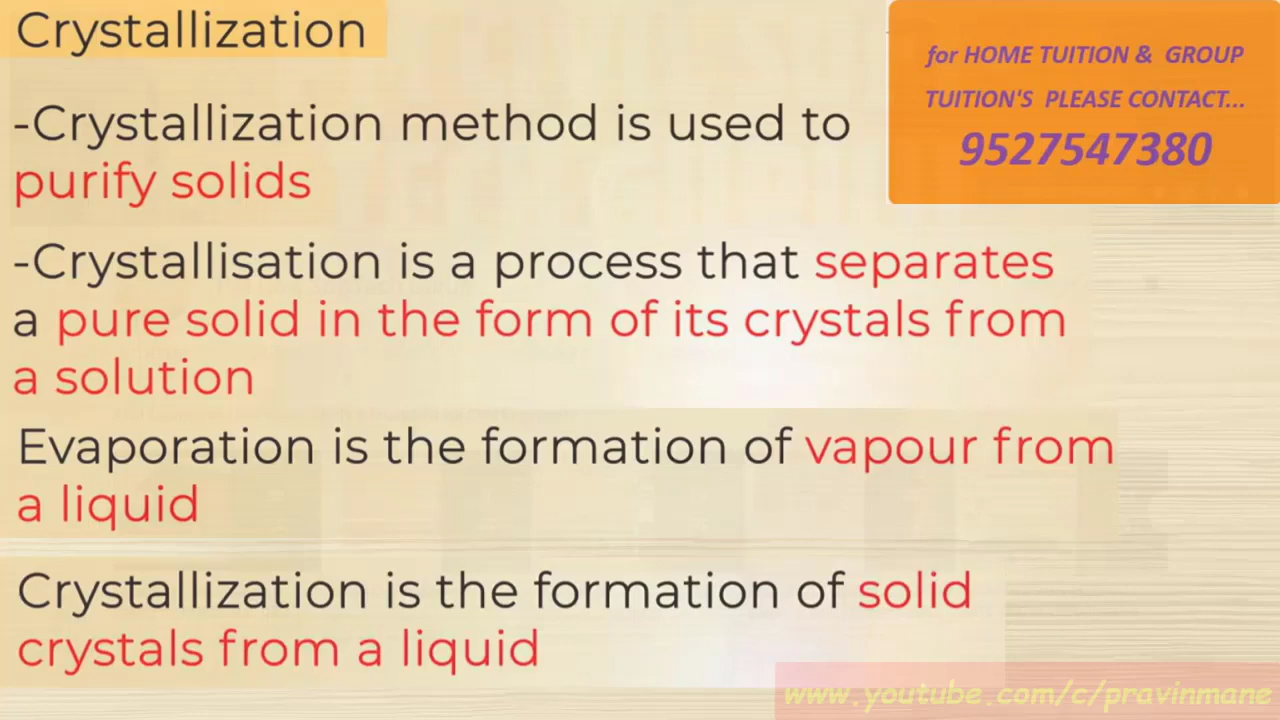 Crystallization
for HOME TUITION & GROUP
TUITION'S PLEASE CONTACT...
9527547380
-Crystallization method is used to
purify solids
-Crystallisation is a process that separates
a pure solid in the form of its crystals from
a solution
Evaporation is the formation of vapour from
a liquid
Crystallization is the formation of solid
crystals from a liquid
www.youtube.com/c/pravinmane